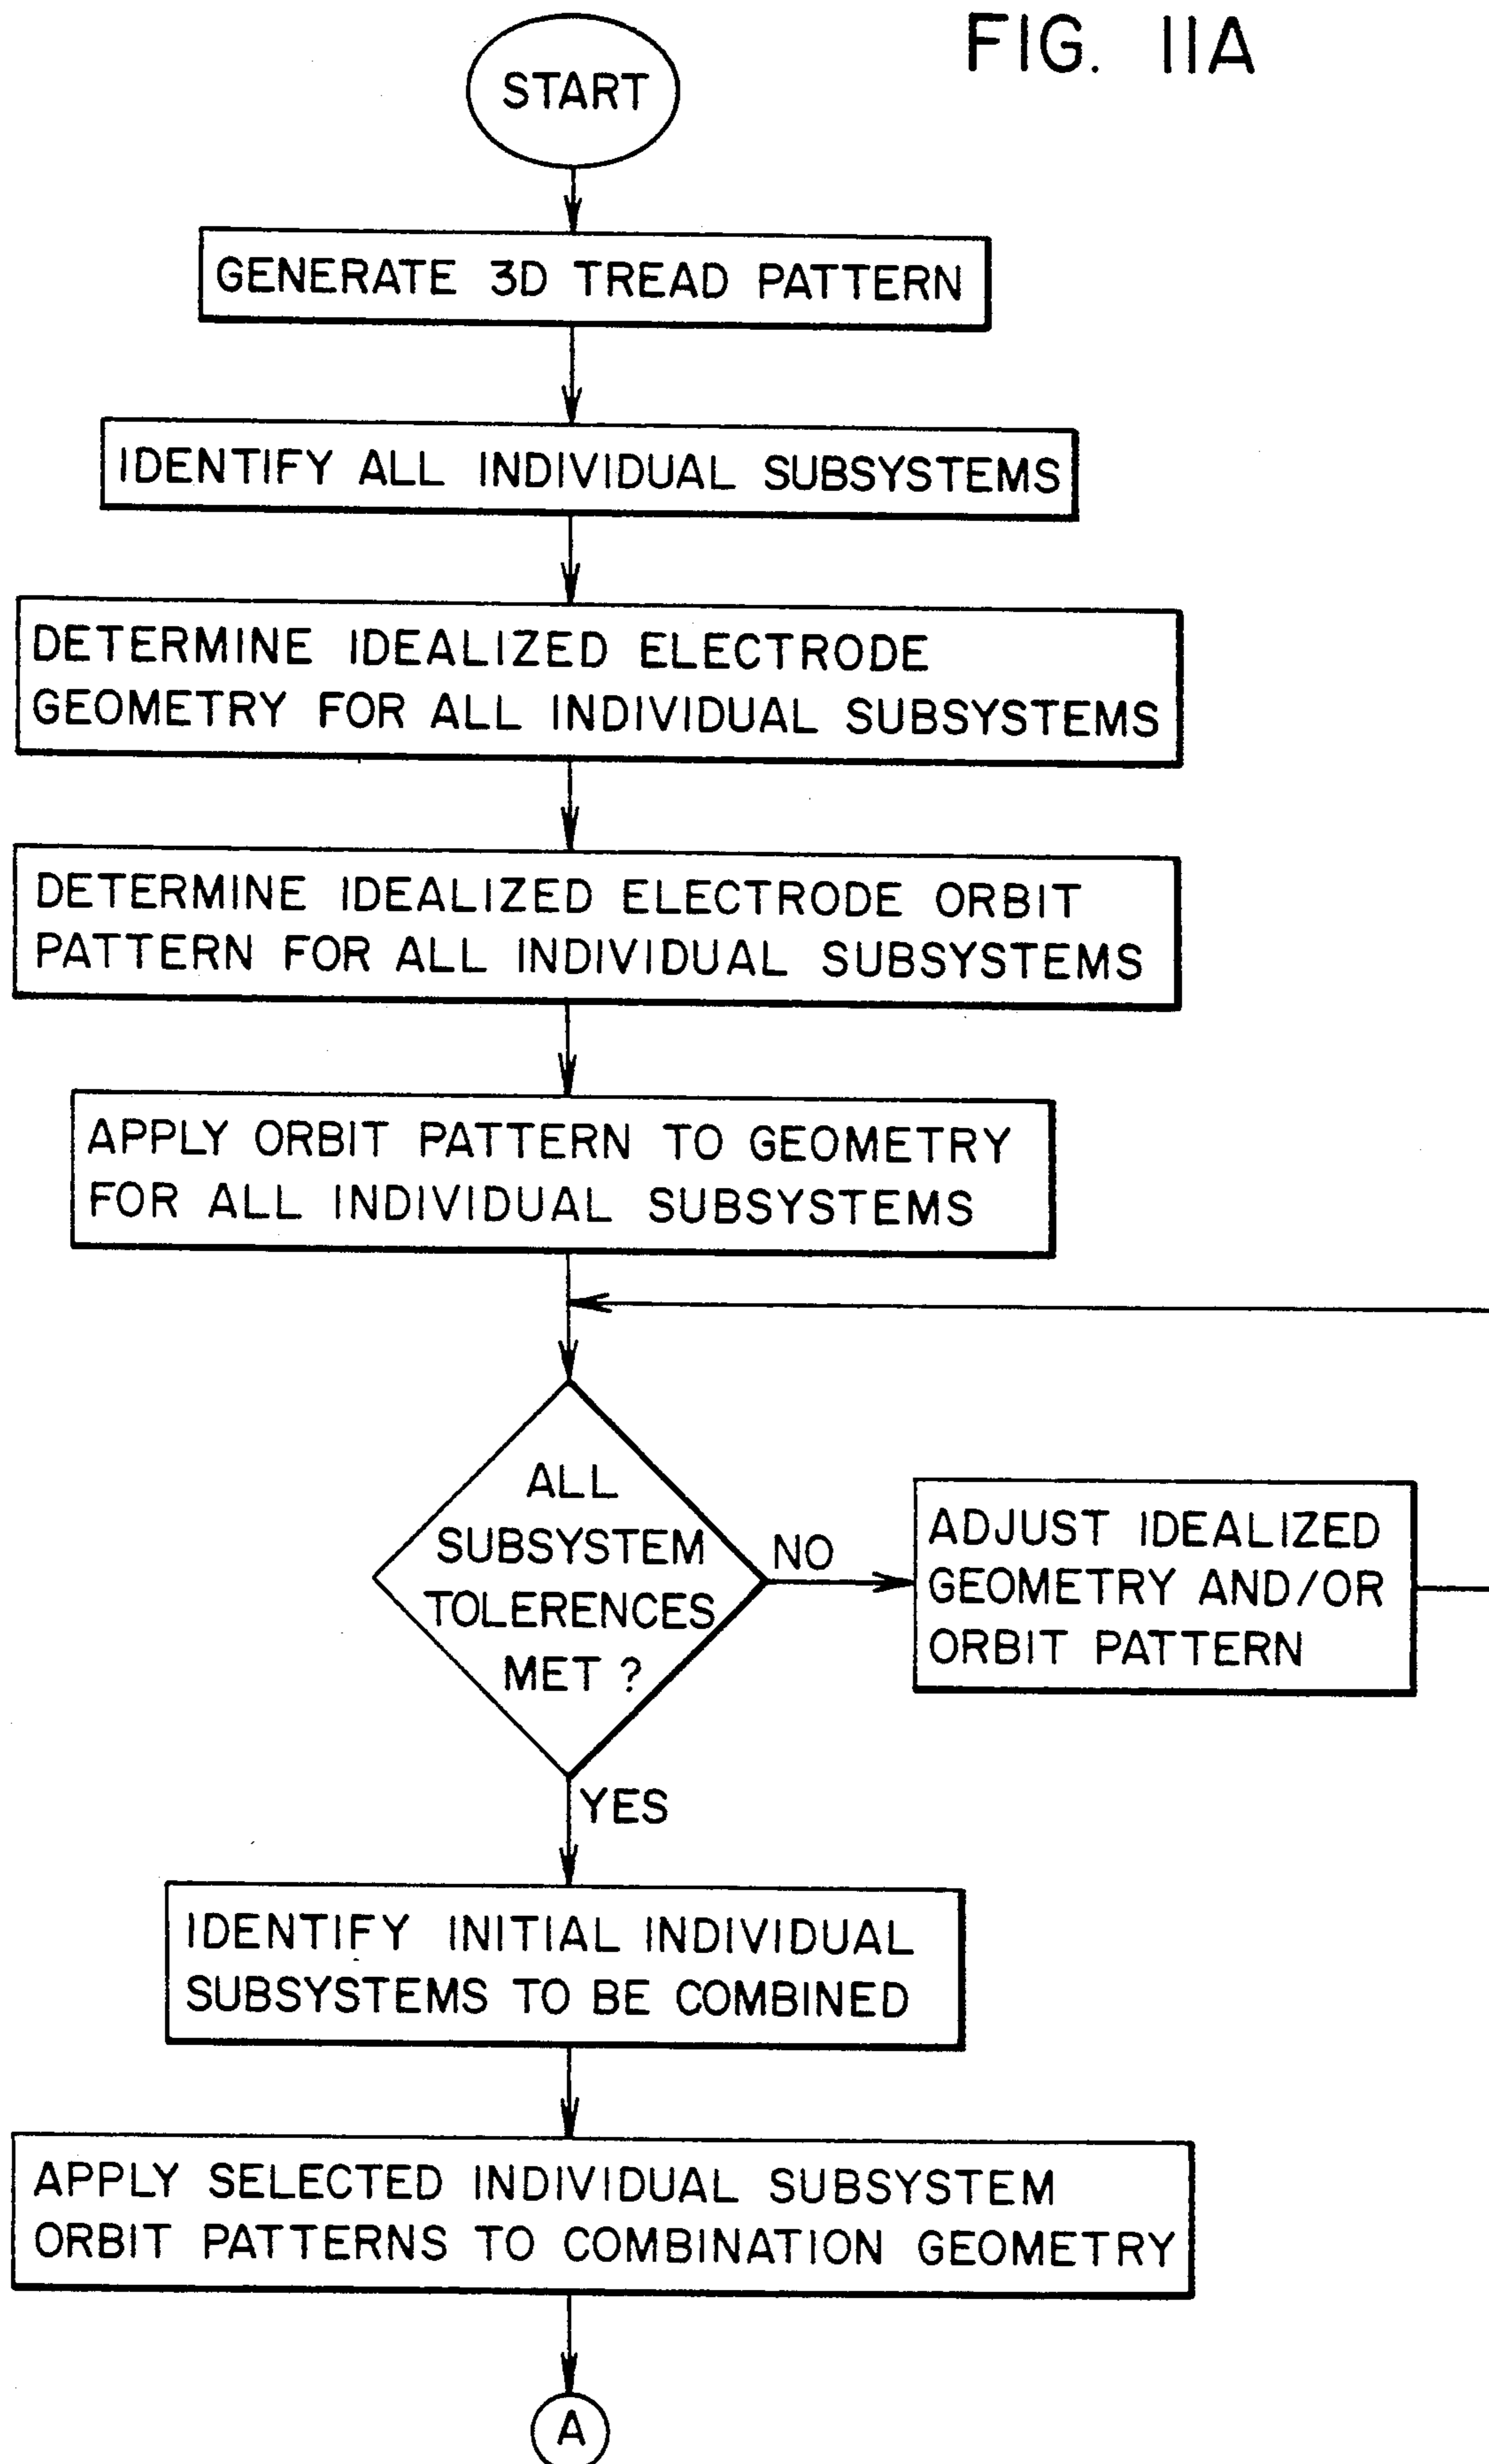 FIG. 11A
START
GENERATE 3D TREAD PATTERN
IDENTIFY ALL INDIVIDUAL SUBSYSTEMS
DETERMINE IDEALIZED ELECTRODE
GEOMETRY FOR ALL INDIVIDUAL SUBSYSTEMS
DETERMINE IDEALIZED ELECTRODE ORBIT
PATTERN FOR ALL INDIVIDUAL SUBSYSTEMS
APPLY ORBIT PATTERN TO GEOMETRY
FOR ALL INDIVIDUAL SUBSYSTEMS
ALL
SUBSYSTEM
TOLERENCES
MET ?
NO
ADJUST IDEALIZED
GEOMETRY AND/OR
ORBIT PATTERN
YES
IDENTIFY INITIAL INDIVIDUAL
SUBSYSTEMS TO BE COMBINED
APPLY SELECTED INDIVIDUAL SUBSYSTEM
ORBIT PATTERNS TO COMBINATION GEOMETRY
A